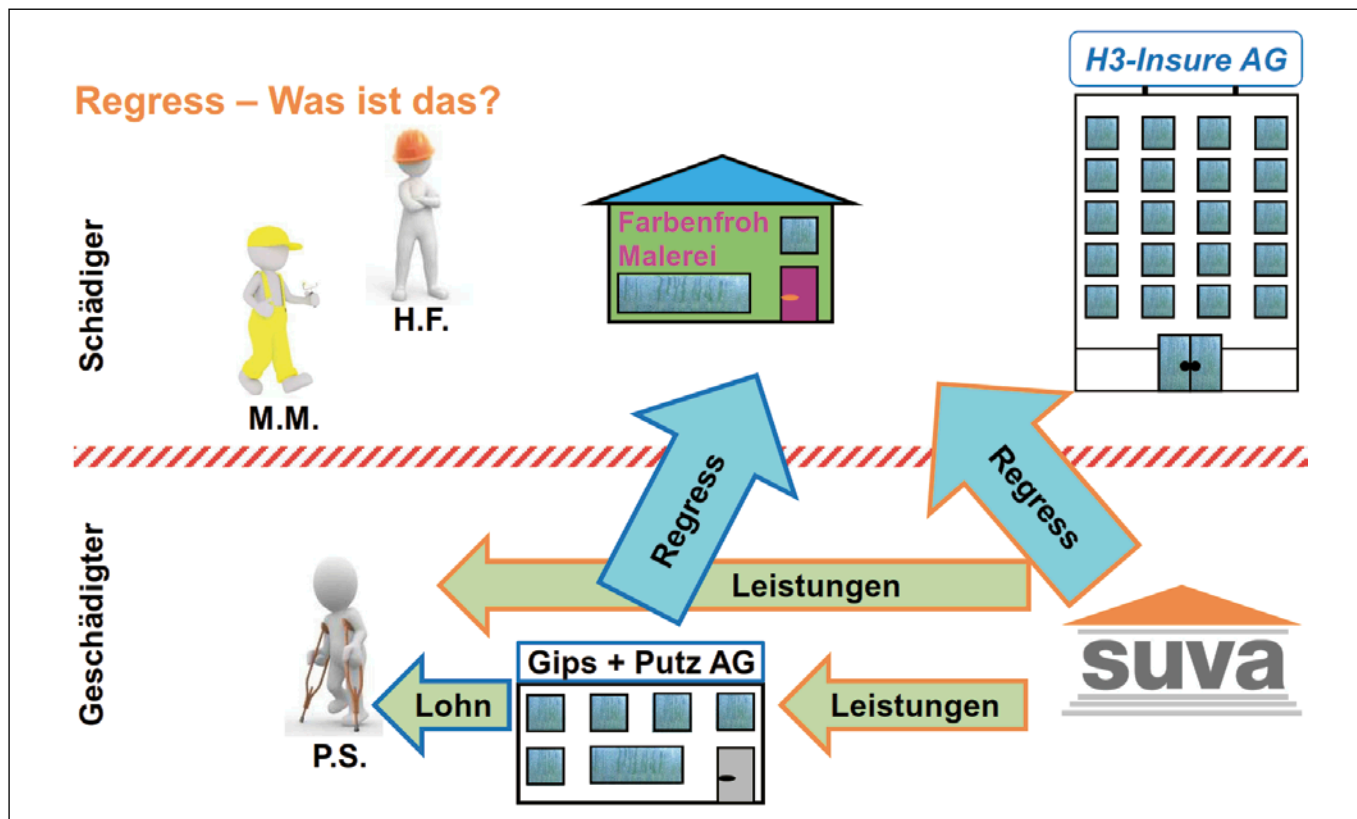 H3-Insure AG
Regress – Was ist das?
Schädiger
H.F.
M.M.
Farbenfroh
Malerei
Regress
Regress
Geschädigter
Leistungen
suva
Gips + Putz AG
Lohn
Leistungen
P.S.